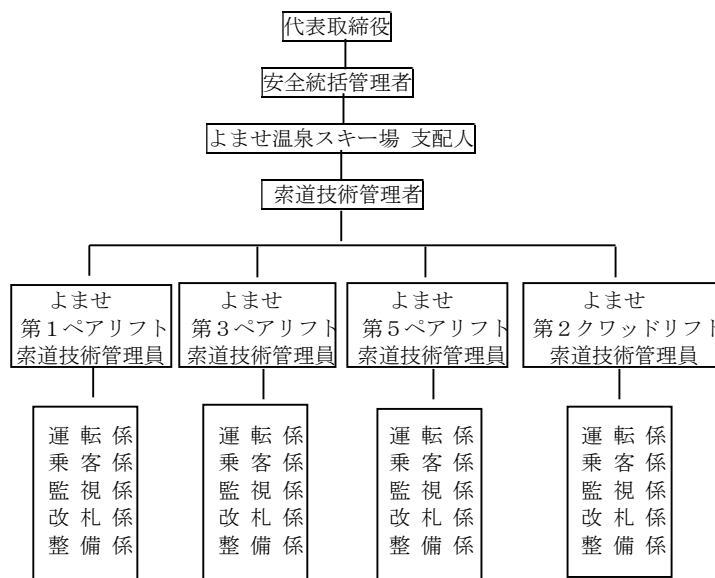 代表取締役
安全統括管理者
よませ温泉スキー場 支配人
索道技術管理者
よませ
第１ペアリフト
索道技術管理員
よませ
第３ペアリフト
索道技術管理員
よませ
第５ペアリフト
索道技術管理員
よませ
第２クワッドリフト
索道技術管理員
運 転 係
乗 客 係
監 視 係
改 札 係
整 備 係
運 転 係
乗 客 係
監 視 係
改 札 係
整 備 係
運 転 係
乗 客 係
監 視 係
改 札 係
整 備 係
運 転 係
乗 客 係
監 視 係
改 札 係
整 備 係